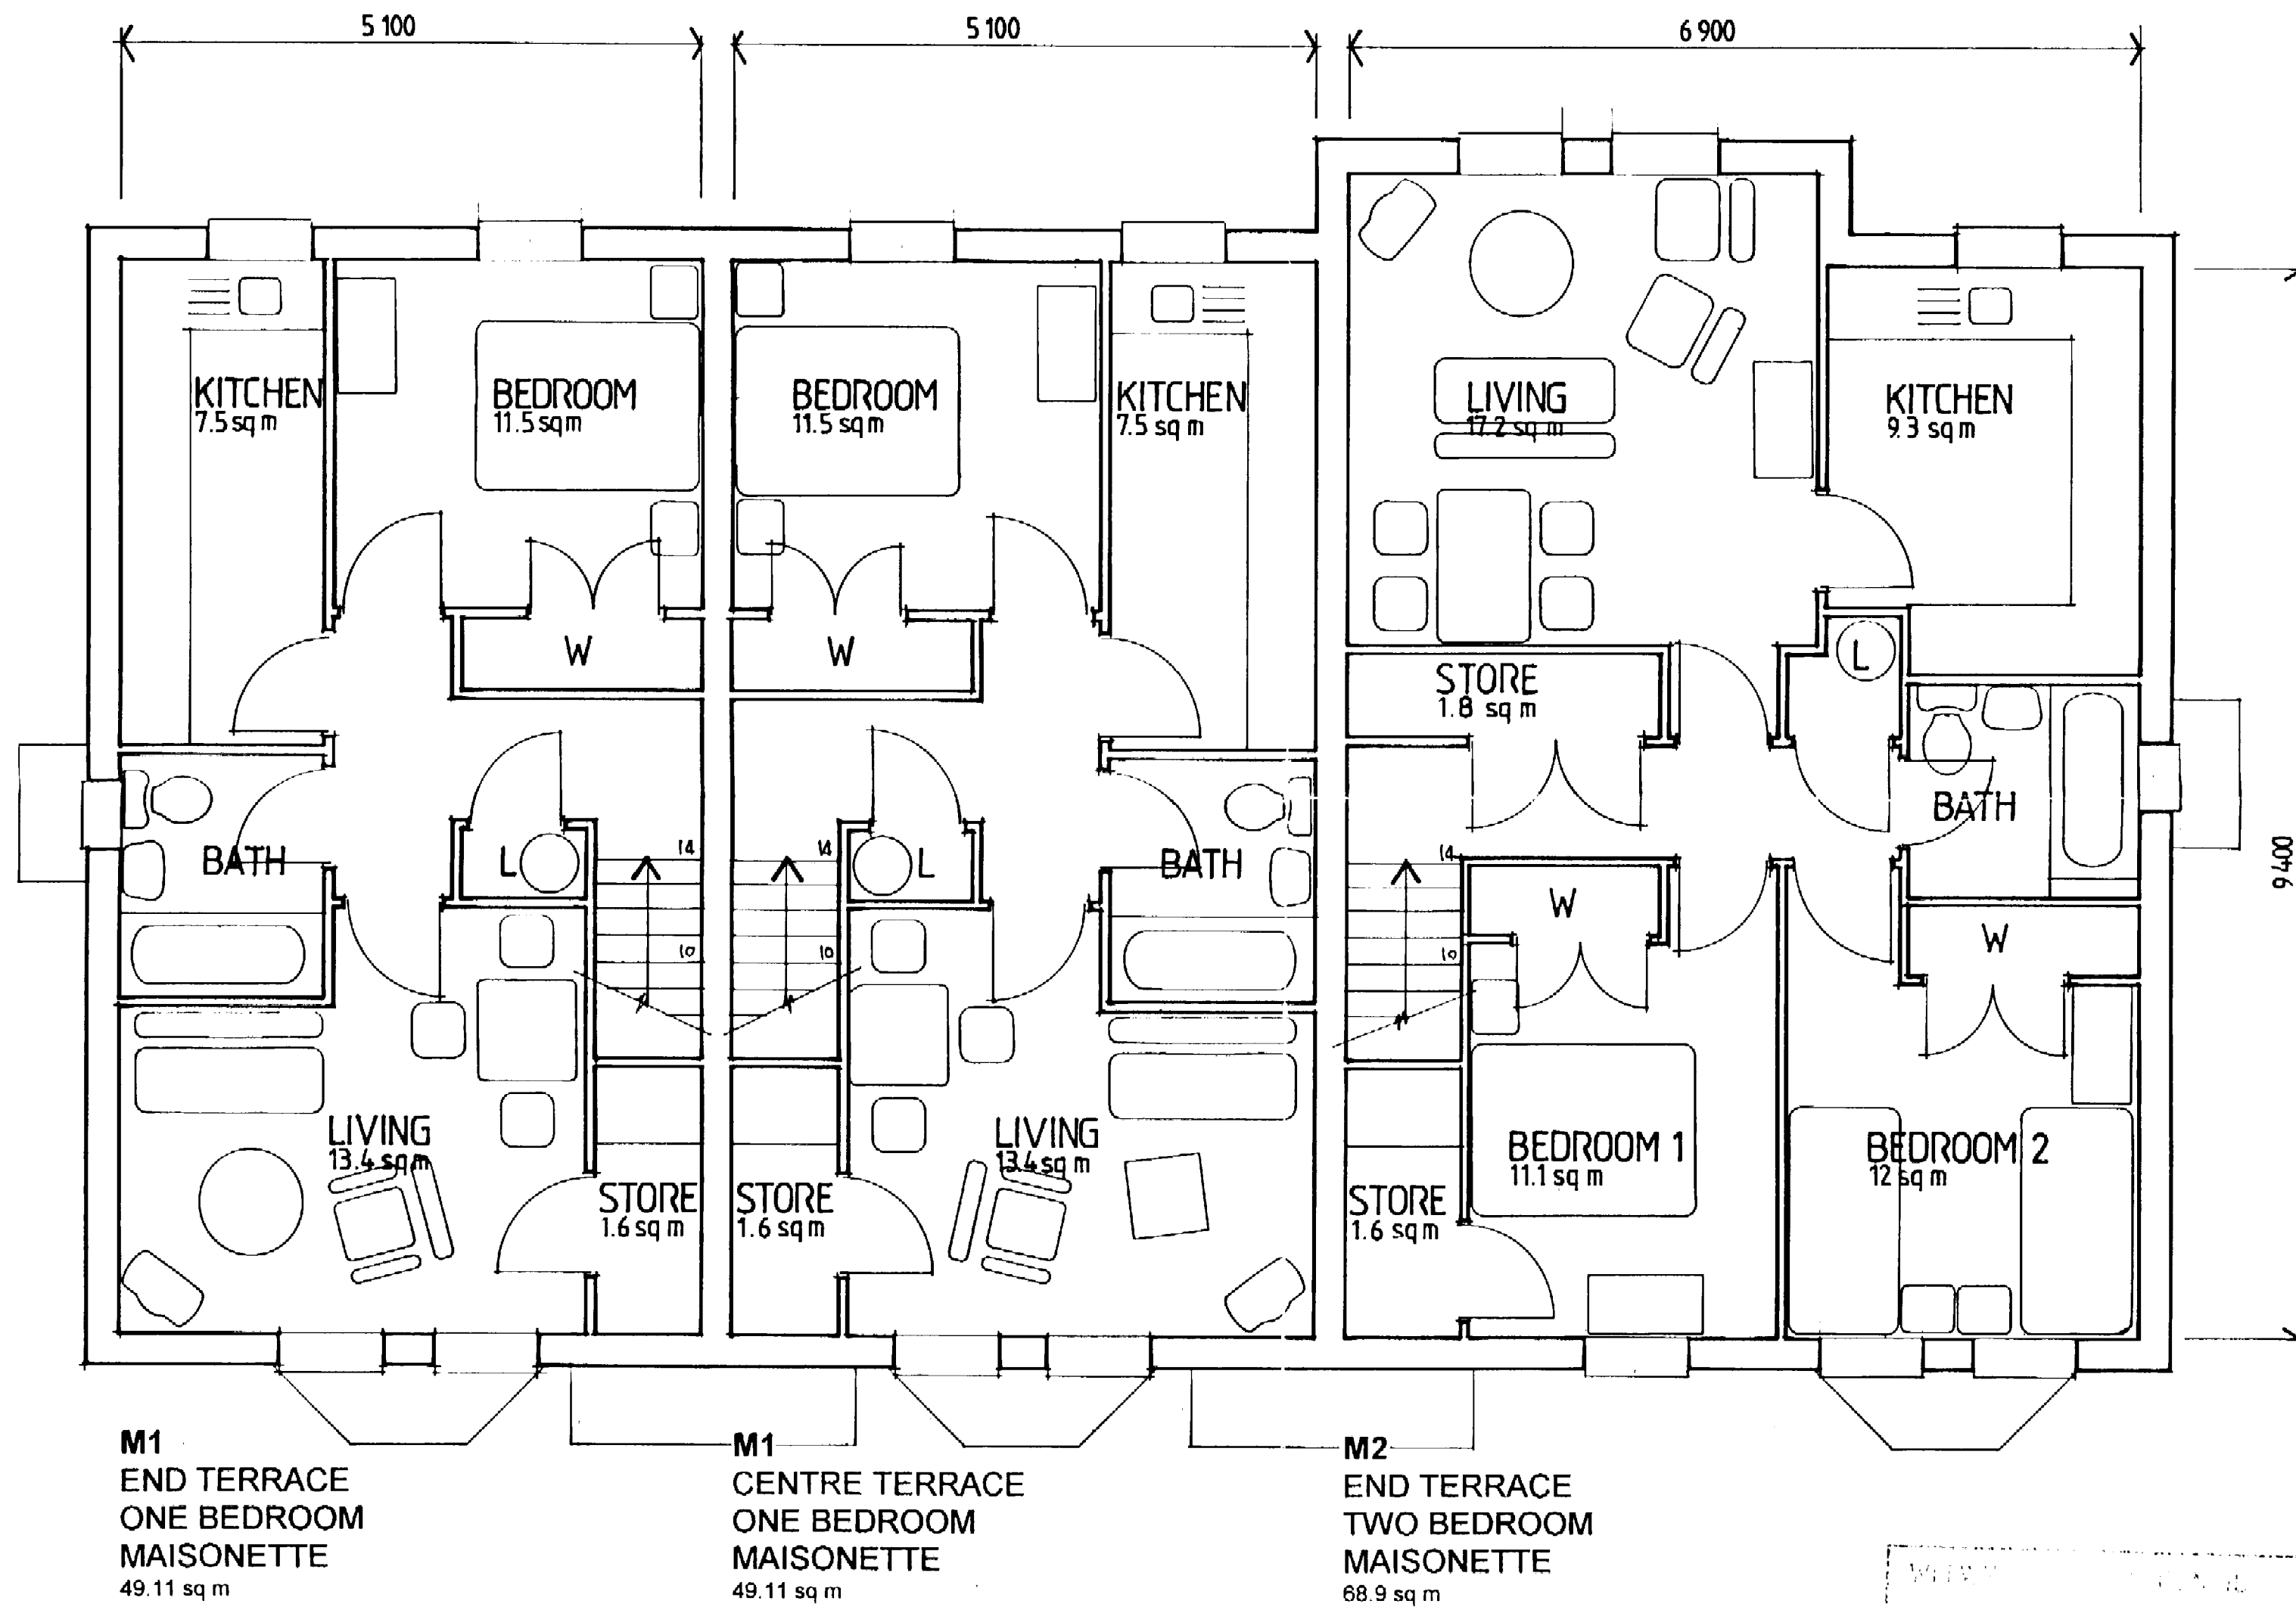 5 100
5 100
6 900
KITCHEN
7.5 sq m
BEDROOM
11.5 sq m
BEDROOM
11.5 sq m
KITCHEN
7.5 sq m
LIVING
17.2 sq m
KITCHEN
9.3 sq m
W
W
STORE
1.8 sq m
L
BATH
L
14
10
14
10
L
BATH
14
10
W
BATH
W
9 400
LIVING
13.4 sq m
STORE
1.6 sq m
STORE
1.6 sq m
LIVING
13.4 sq m
STORE
1.6 sq m
BEDROOM 1
11.1 sq m
BEDROOM 2
12 sq m
M1
END TERRACE
ONE BEDROOM
MAISONETTE
49.11 sq m
M1
CENTRE TERRACE
ONE BEDROOM
MAISONETTE
49.11 sq m
M2
END TERRACE
TWO BEDROOM
MAISONETTE
68.9 sq m